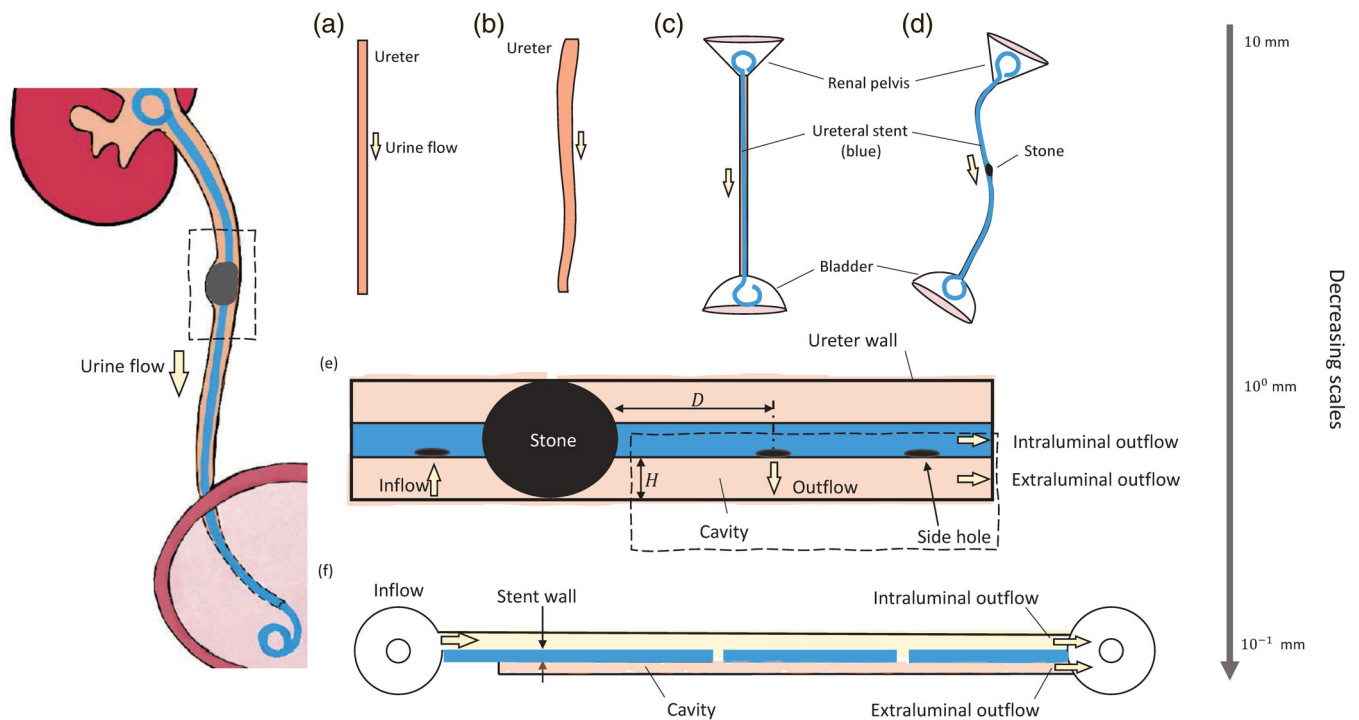 (a)
(b)
(c)
(d)
Ureter
Ureter
Urine flow
Renal pelvis
Ureteral stent
(blue)
Stone
Bladder
10 mm
10⁰ mm
10⁻¹ mm
Decreasing scales
Urine flow
(e)
Ureter wall
D
Stone
H
Inflow
Outflow
Intraluminal outflow
Extraluminal outflow
Cavity
Side hole
(f)
Inflow
Stent wall
Intraluminal outflow
Cavity
Extraluminal outflow